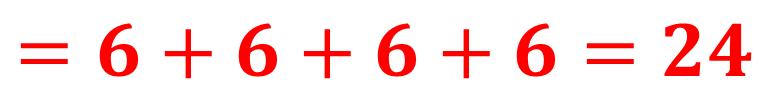 = 6 + 6 + 6 + 6 = 24